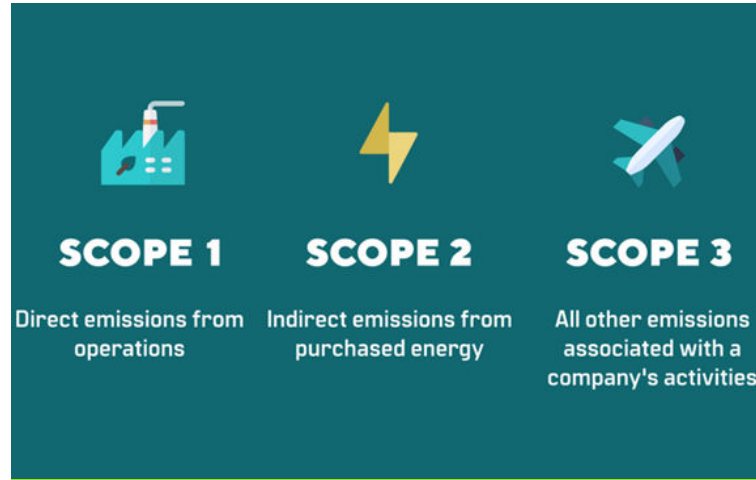 SCOPE 1
Direct emissions from
operations
SCOPE 2
Indirect emissions from
purchased energy
SCOPE 3
All other emissions
associated with a
company's activities